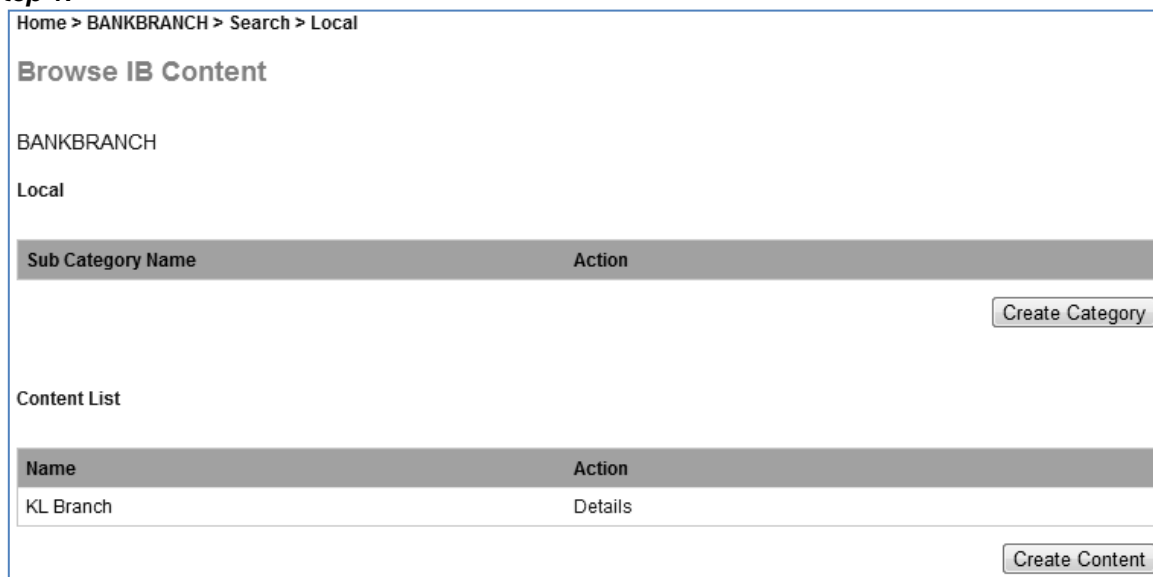 Home > BANKBRANCH > Search > Local
Browse IB Content
BANKBRANCH
Local
Sub Category Name Action
Create Category
Content List
Name Action
KL Branch Details
Create Content